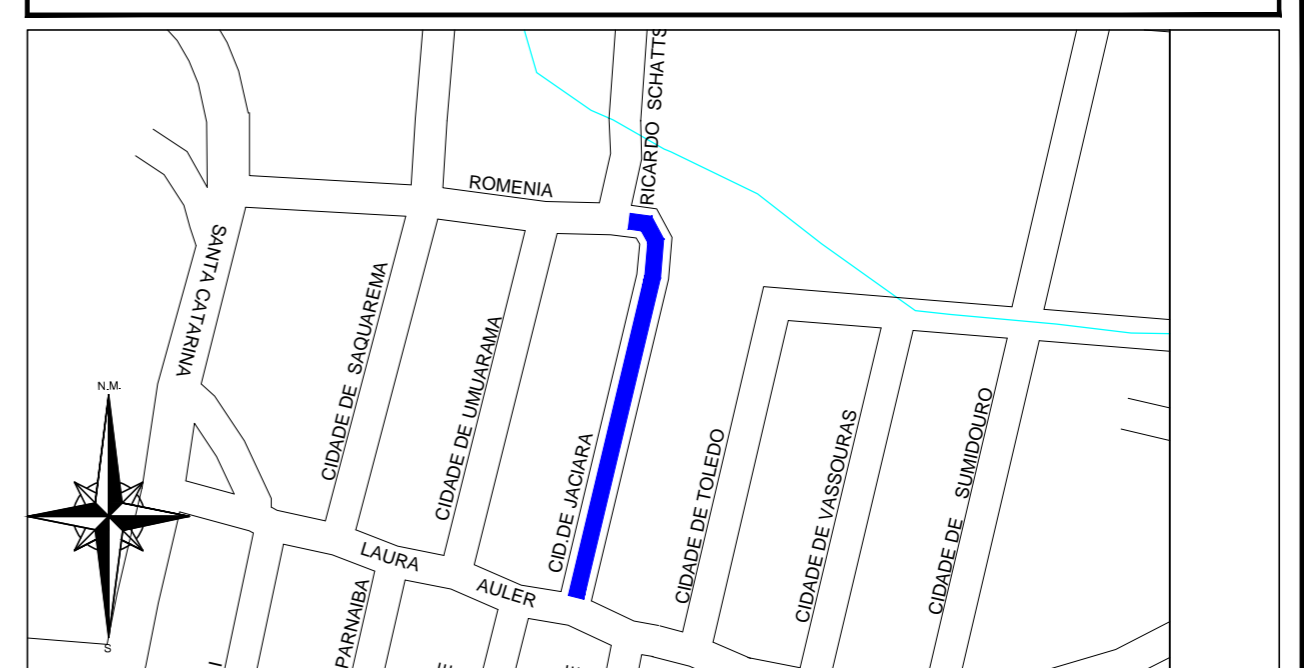 RICARDO SCHATTS
ROMENIA
SANTA CATARINA
CIDADE DE SAQUAREMA
CIDADE DE UMUARAMA
N.M.
CID.DE JACIARA
CIDADE DE TOLEDO
CIDADE DE VASSOURAS
CIDADE DE SUMIDOURO
LAURA AULER
PARNAIBA
S